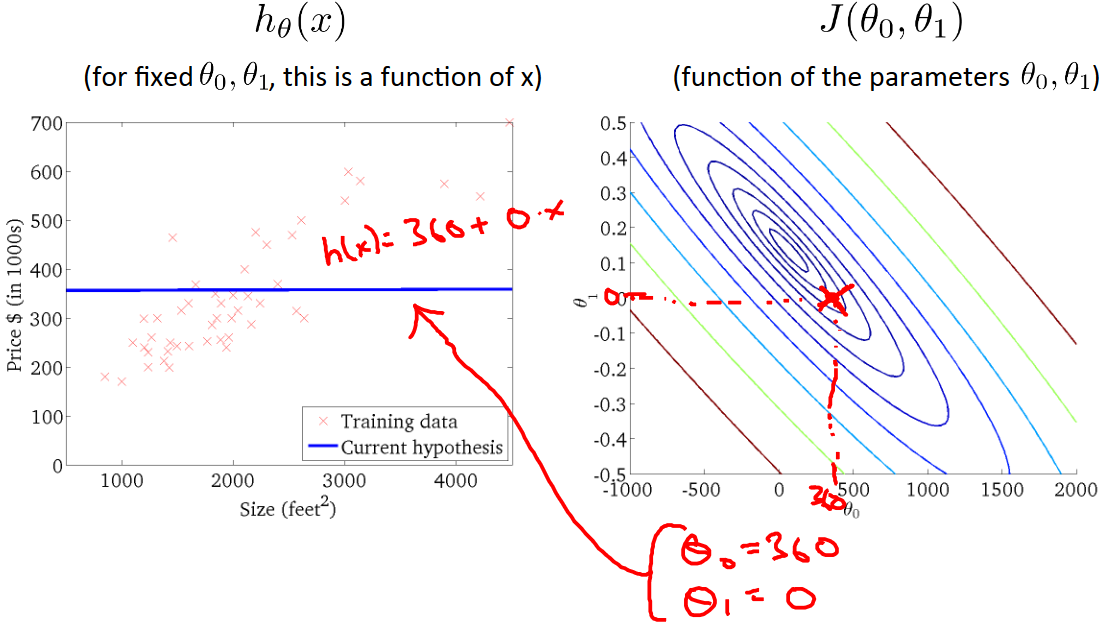 hθ(x)
(for fixed θ0, θ1, this is a function of x)
700
600
500
400
300
200
100
0
Price $ (in 1000s)
1000
2000
3000
4000
Size (feet²)
Training data
Current hypothesis
h(x) = 360 + 0·x
J(θ0, θ1)
(function of the parameters θ0, θ1)
0.5
0.4
0.3
0.2
0.1
0
-0.1
-0.2
-0.3
-0.4
-0.5
θ1
0
-1000
-500
0
500
1000
1500
2000
360
θ0
θ0 = 360
θ1 = 0